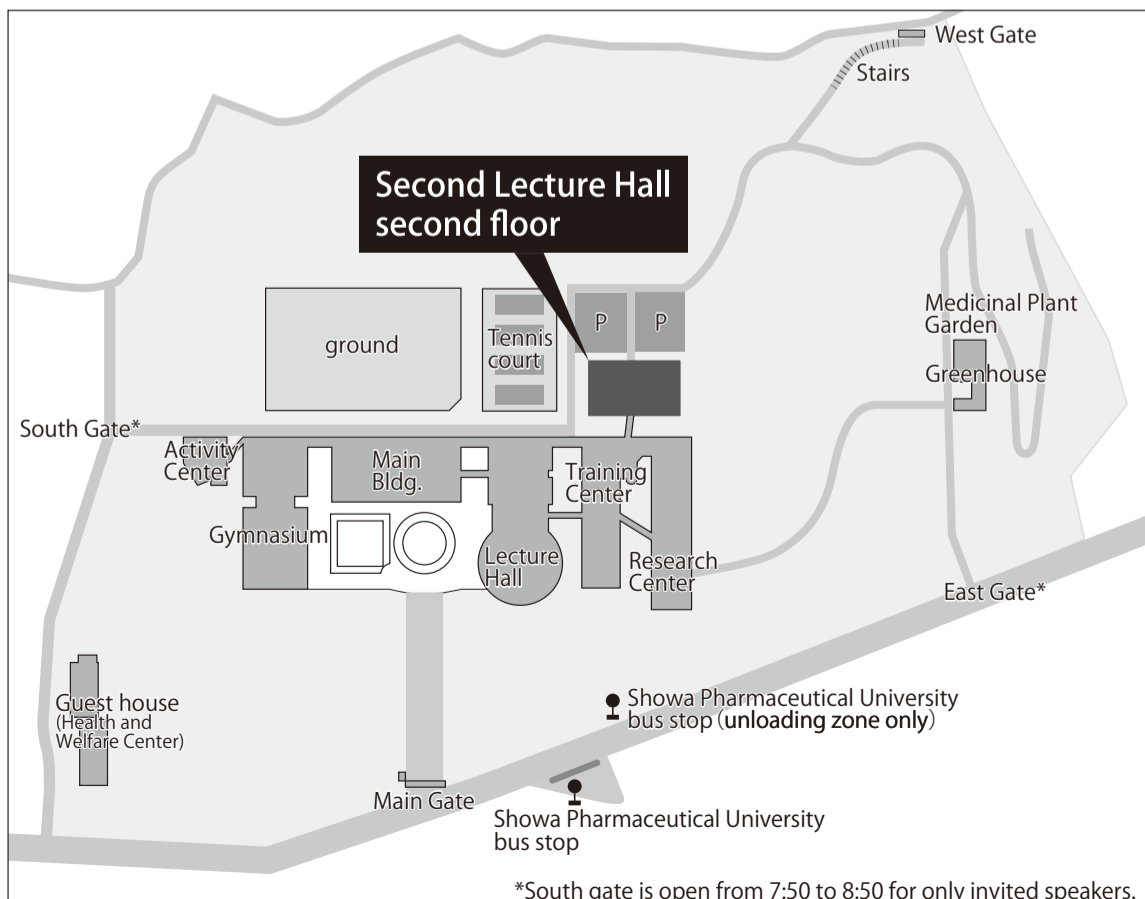 West Gate
Stairs
Second Lecture Hall
second floor
Medicinal Plant
Garden
P
P
ground
Tennis
court
Greenhouse
South Gate*
Activity
Center
Main
Bldg.
Training
Center
Gymnasium
Lecture
Hall
Research
Center
East Gate*
Guest house
(Health and
Welfare Center)
Showa Pharmaceutical University
bus stop (unloading zone only)
Main Gate
Showa Pharmaceutical University
bus stop
*South gate is open from 7:50 to 8:50 for only invited speakers.